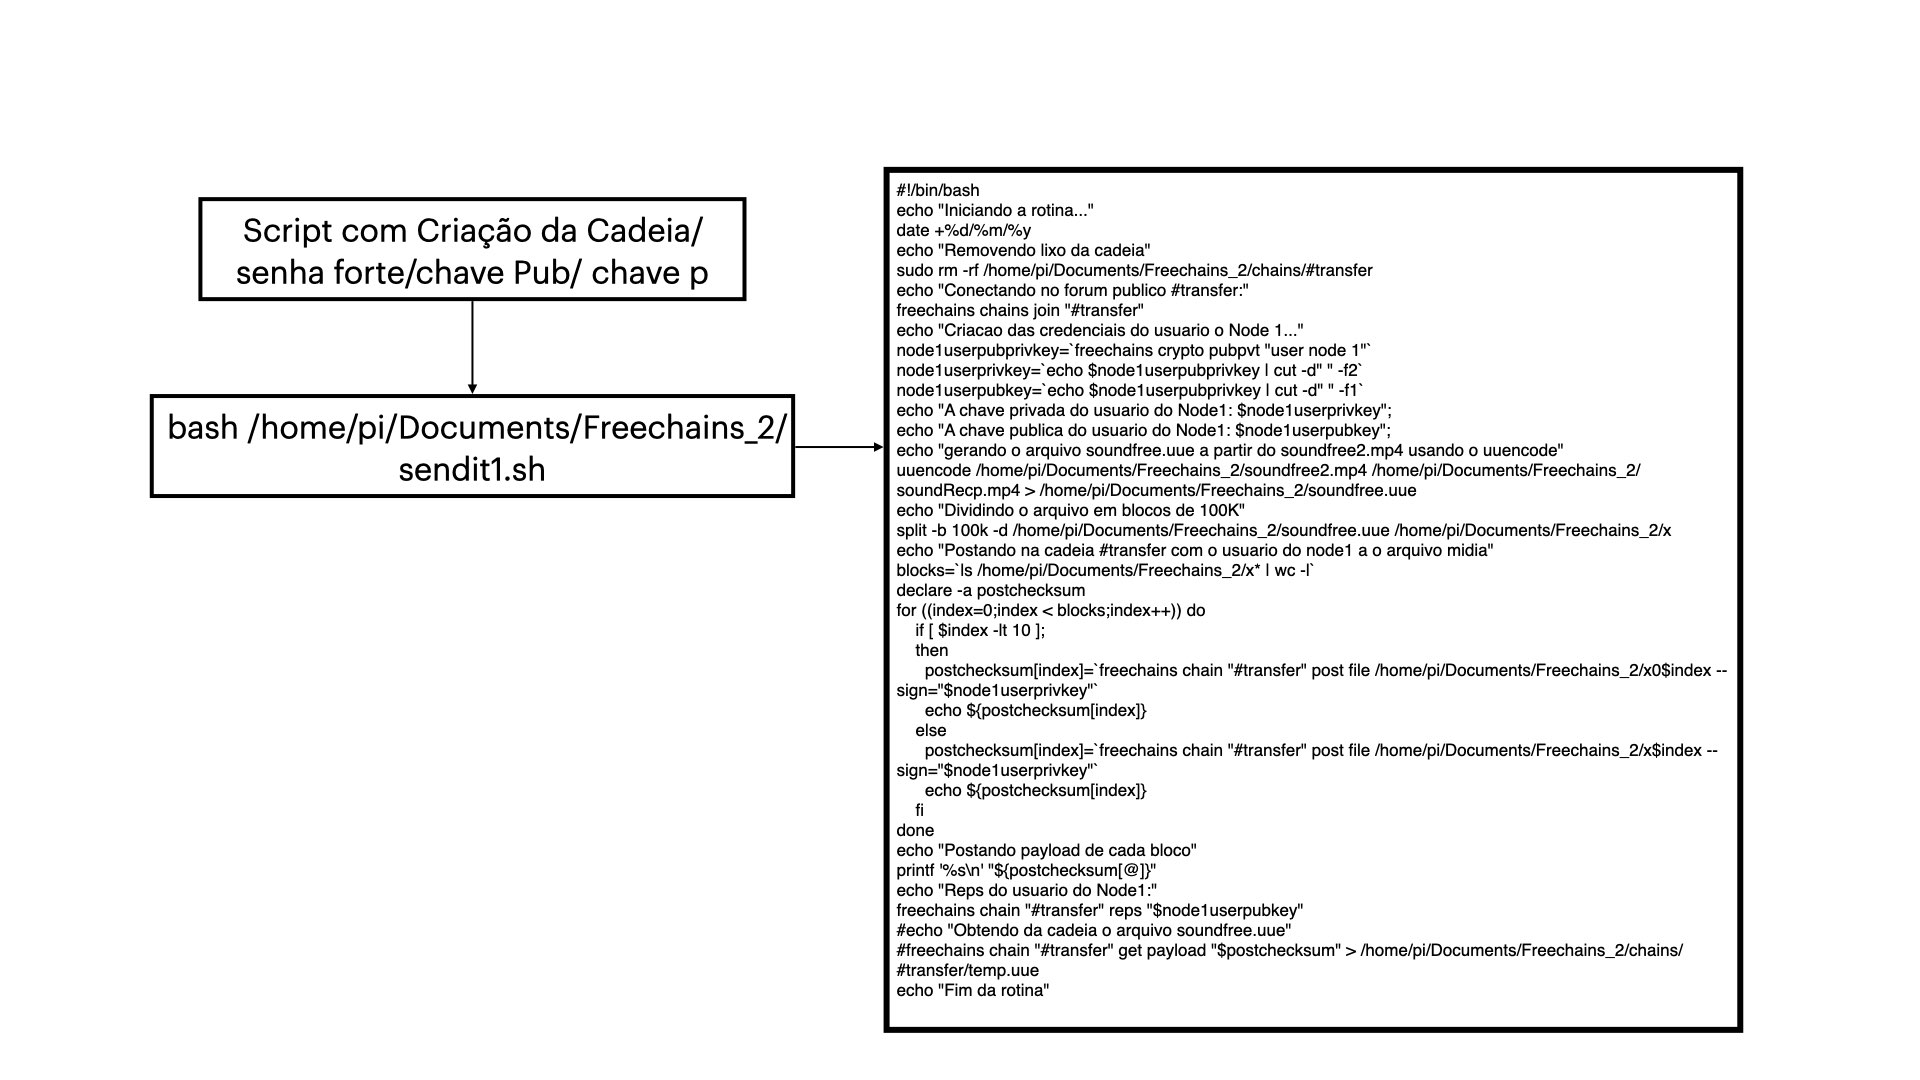 Script com Criação da Cadeia/
senha forte/chave Pub/ chave p
bash /home/pi/Documents/Freechains_2/
sendit1.sh
#!/bin/bash
echo "Iniciando a rotina..."
date +%d/%m/%y
echo "Removendo lixo da cadeia"
sudo rm -rf /home/pi/Documents/Freechains_2/chains/#transfer
echo "Conectando no forum publico #transfer:"
freechains chains join "#transfer"
echo "Criacao das credenciais do usuario o Node 1..."
node1userpubprivkey=`freechains crypto pubpvt "user node 1"`
node1userprivkey=`echo $node1userpubprivkey | cut -d" " -f2`
node1userpubkey=`echo $node1userpubprivkey | cut -d" " -f1`
echo "A chave privada do usuario do Node1: $node1userprivkey";
echo "A chave publica do usuario do Node1: $node1userpubkey";
echo "gerando o arquivo soundfree.uue a partir do soundfree2.mp4 usando o uuencode"
uuencode /home/pi/Documents/Freechains_2/soundfree2.mp4 /home/pi/Documents/Freechains_2/
soundRecp.mp4 > /home/pi/Documents/Freechains_2/soundfree.uue
echo "Dividindo o arquivo em blocos de 100K"
split -b 100k -d /home/pi/Documents/Freechains_2/soundfree.uue /home/pi/Documents/Freechains_2/x
echo "Postando na cadeia #transfer com o usuario do node1 a o arquivo midia"
blocks=`ls /home/pi/Documents/Freechains_2/x* | wc -l`
declare -a postchecksum
for ((index=0;index < blocks;index++)) do
if [ $index -lt 10 ];
then
postchecksum[index]=`freechains chain "#transfer" post file /home/pi/Documents/Freechains_2/x0$index --
sign="$node1userprivkey"`
echo ${postchecksum[index]}
else
postchecksum[index]=`freechains chain "#transfer" post file /home/pi/Documents/Freechains_2/x$index --
sign="$node1userprivkey"`
echo ${postchecksum[index]}
fi
done
echo "Postando payload de cada bloco"
printf '%s\n' "${postchecksum[@]}"
echo "Reps do usuario do Node1:"
freechains chain "#transfer" reps "$node1userpubkey"
#echo "Obtendo da cadeia o arquivo soundfree.uue"
#freechains chain "#transfer" get payload "$postchecksum" > /home/pi/Documents/Freechains_2/chains/
#transfer/temp.uue
echo "Fim da rotina"